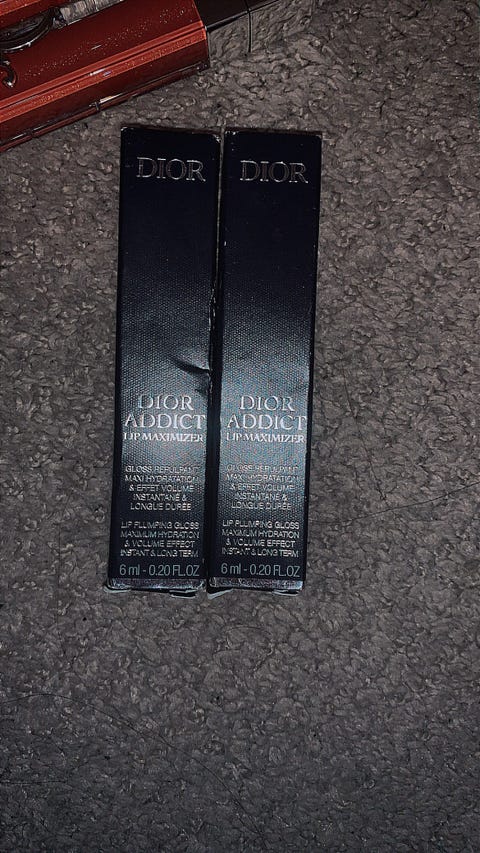 DIOR
DIOR
ADDICT
LIP MAXIMIZER
GLOSS REPULPANT
MAXI HYDRATATION
& EFFET VOLUME
INSTANTANÉ &
LONGUE DURÉE
LIP PLUMPING GLOSS
MAXIMUM HYDRATION
& VOLUME EFFECT
INSTANT & LONG TERM
6 ml - 0.20 FL.OZ
DIOR
DIOR
ADDICT
LIP MAXIMIZER
GLOSS REPULPANT
MAXI HYDRATATION
& EFFET VOLUME
INSTANTANÉ &
LONGUE DURÉE
LIP PLUMPING GLOSS
MAXIMUM HYDRATION
& VOLUME EFFECT
INSTANT & LONG TERM
6 ml - 0.20 FL.OZ